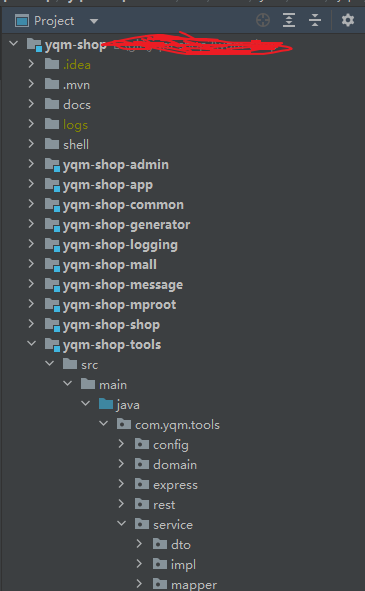 Project
yqm-shop
.idea
.mvn
docs
logs
shell
yqm-shop-admin
yqm-shop-app
yqm-shop-common
yqm-shop-generator
yqm-shop-logging
yqm-shop-mall
yqm-shop-message
yqm-shop-mproot
yqm-shop-shop
yqm-shop-tools
src
main
java
com.yqm.tools
config
domain
express
rest
service
dto
impl
mapper